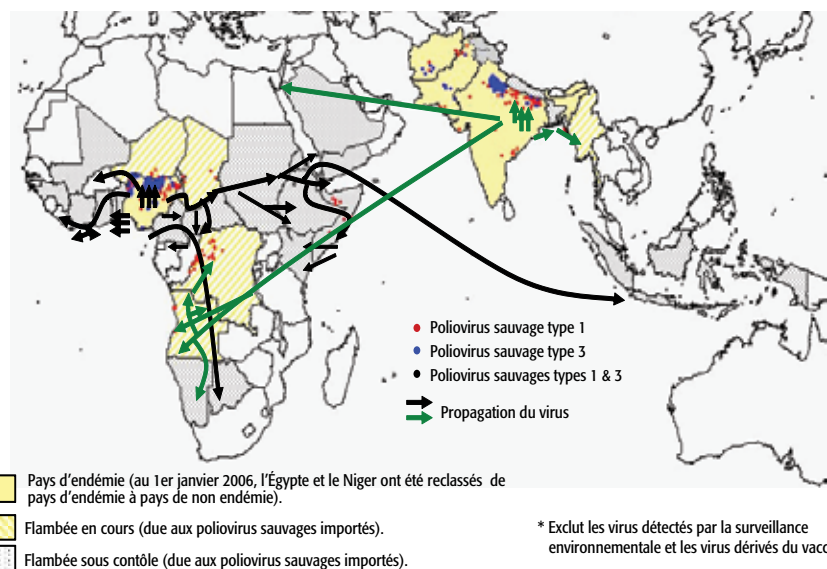 Poliovirus sauvage type 1
Poliovirus sauvage type 3
Poliovirus sauvages types 1 & 3
Propagation du virus
Pays d'endémie (au 1er janvier 2006, l'Égypte et le Niger ont été reclassés de
pays d'endémie à pays de non endémie).
Flambée en cours (due aux poliovirus sauvages importés).
Flambée sous contôle (due aux poliovirus sauvages importés).
* Exclut les virus détectés par la surveillance
environnementale et les virus dérivés du